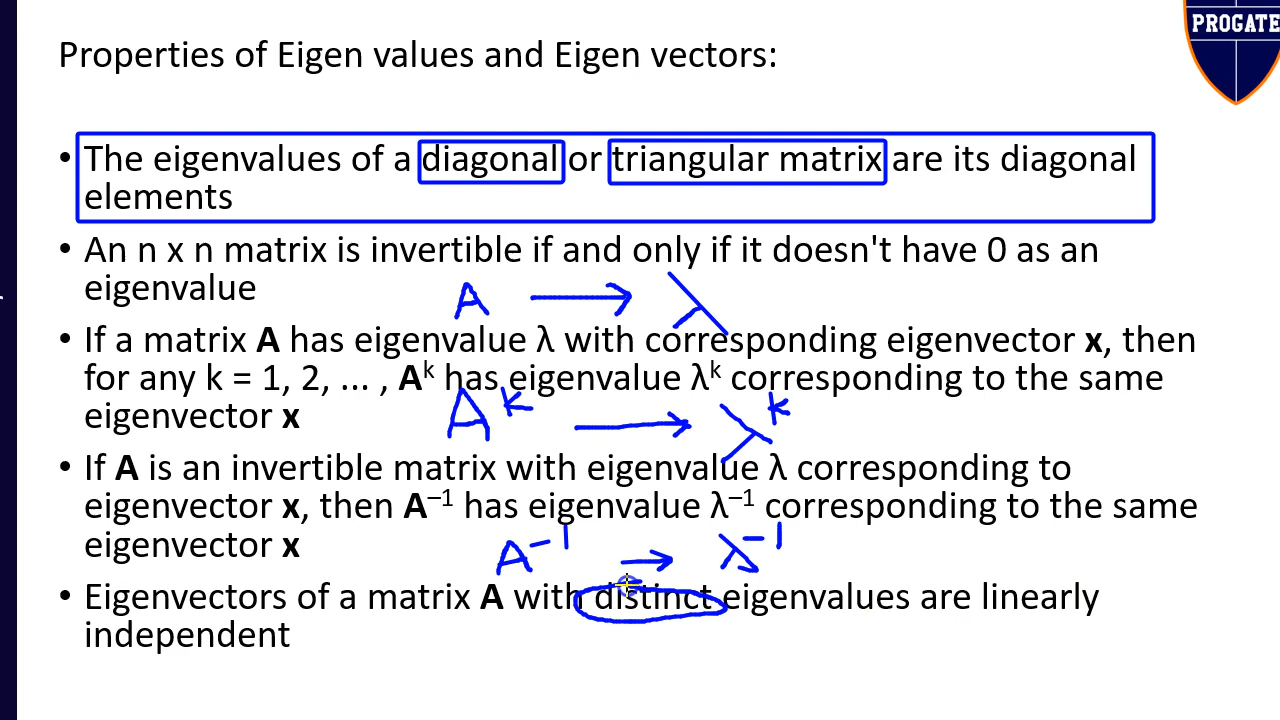 PROGATE
Properties of Eigen values and Eigen vectors:
• The eigenvalues of a diagonal or triangular matrix are its diagonal
elements
• An n x n matrix is invertible if and only if it doesn't have 0 as an
eigenvalue
A → λ
• If a matrix A has eigenvalue λ with corresponding eigenvector x, then
for any k = 1, 2, ... , Aᵏ has eigenvalue λᵏ corresponding to the same
eigenvector x
Aᵏ → λᵏ
• If A is an invertible matrix with eigenvalue λ corresponding to
eigenvector x, then A⁻¹ has eigenvalue λ⁻¹ corresponding to the same
eigenvector x
A⁻¹ → λ⁻¹
• Eigenvectors of a matrix A with distinct eigenvalues are linearly
independent